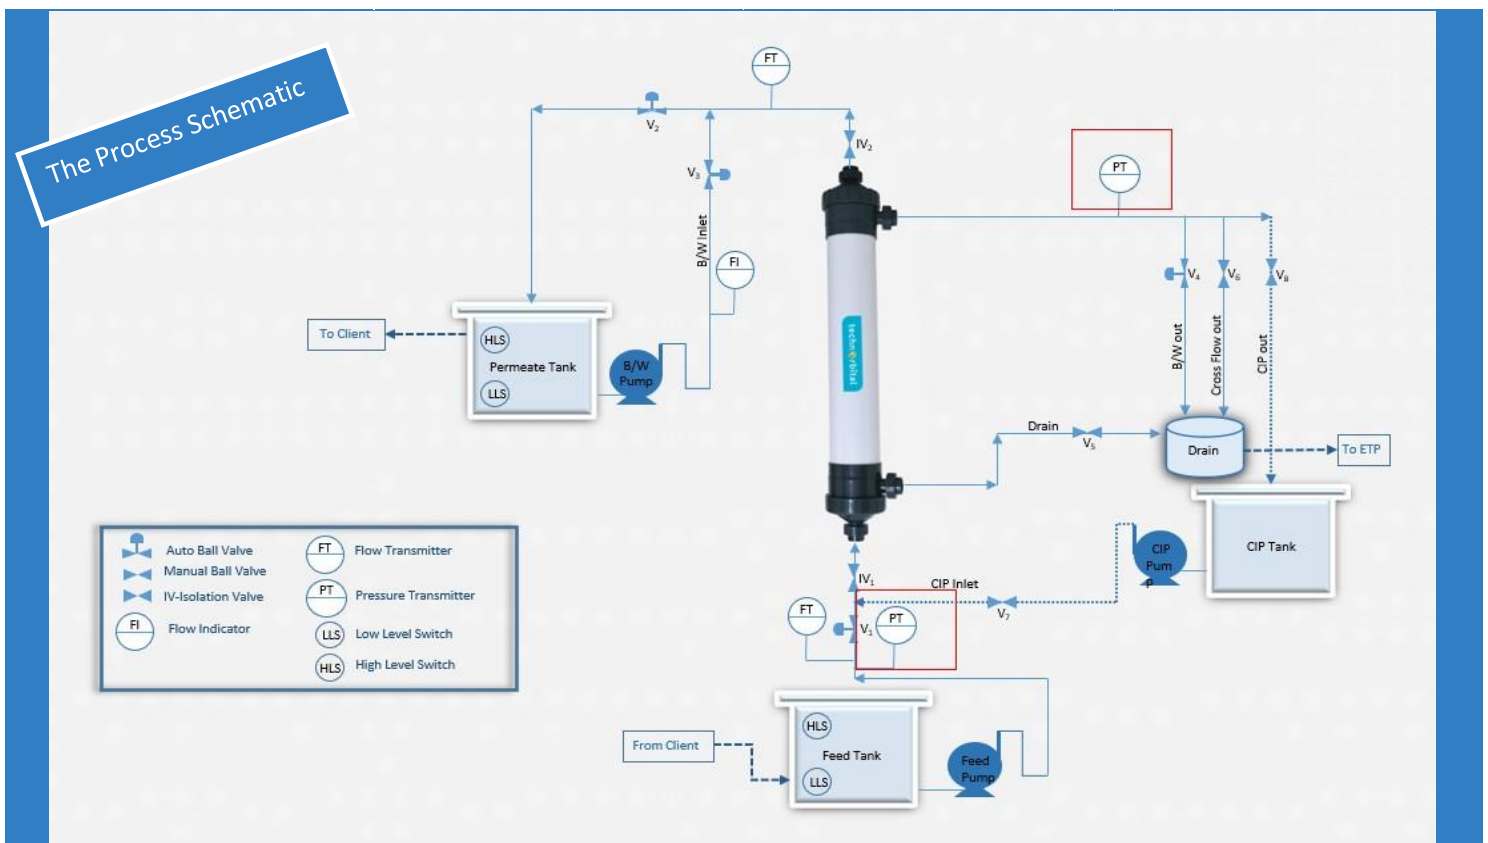 The Process Schematic
FT
V2
IV2
V3
PT
B/W Inlet
FI
V4
V6
V8
To Client
HLS
Permeate Tank
LLS
B/W
Pump
technorbital
B/W out
Cross Flow out
CIP out
Drain
V5
Drain
To ETP
CIP
Pum
p
CIP Tank
Auto Ball Valve
Manual Ball Valve
IV-Isolation Valve
FI
Flow Indicator
FT
Flow Transmitter
PT
Pressure Transmitter
LLS
Low Level Switch
HLS
High Level Switch
IV1
CIP Inlet
V7
FT
V1
PT
From Client
HLS
Feed Tank
LLS
Feed
Pump